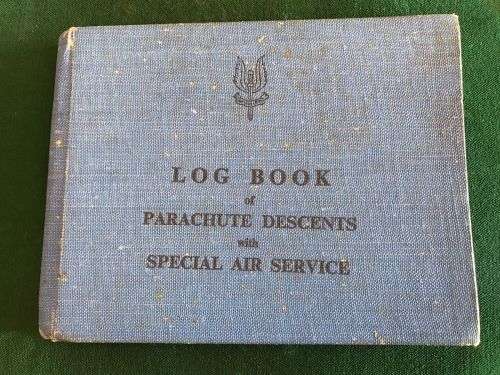 LOG BOOK
of
PARACHUTE DESCENTS
with
SPECIAL AIR SERVICE